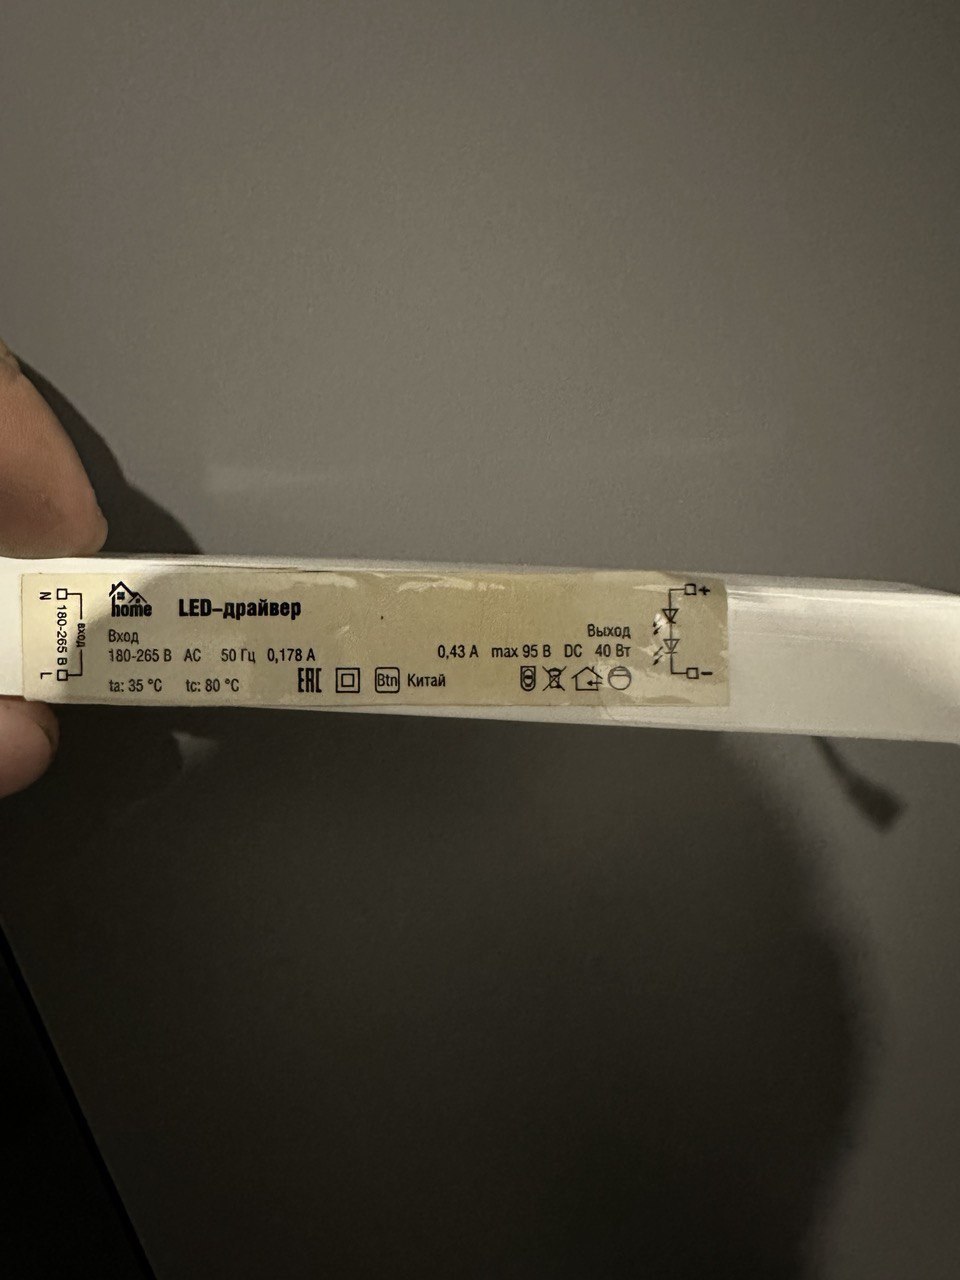 home LED-драйвер
Вход
180-265 В AC 50 Гц 0,178 А
ta: 35 °C tc: 80 °C
EAC Btn Китай
Выход
0,43 А max 95 В DC 40 Вт
+
-
N
вход
180-265 В
L